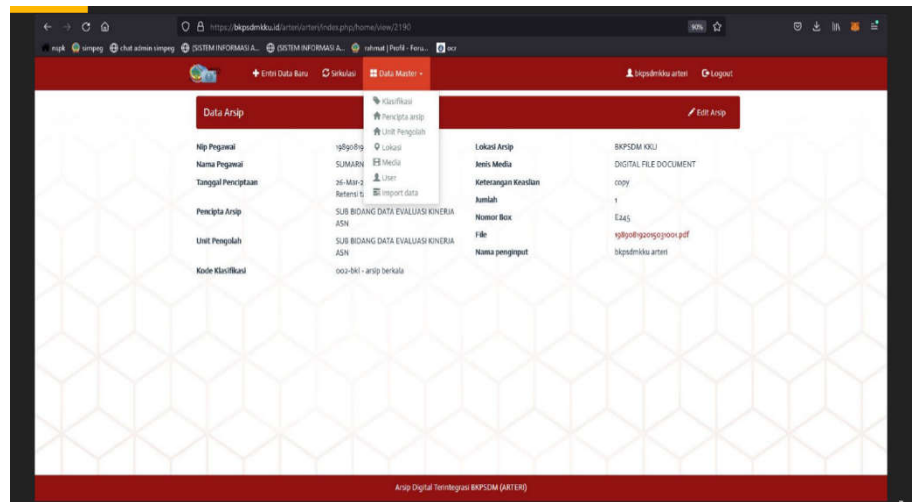 https://bkpsdmkku.id/arteri/arteri/index.php/home/view/2190
90%
nspk simpeg chat admin simpeg (SISTEM INFORMASI A... (SISTEM INFORMASI A... rahmat | Profil - Foru... ocr
+ Entri Data Baru Sirkulasi Data Master bkpsdmkku arteri Logout
Data Arsip
Edit Arsip
Klasifikasi
Pencipta arsip
Unit Pengolah
Lokasi
Media
User
Import data
Nip Pegawai 1989081
Nama Pegawai SUMARN
Tanggal Penciptaan 26-Mar-2
Retensi t
Pencipta Arsip SUB BIDANG DATA EVALUASI KINERJA
ASN
Unit Pengolah SUB BIDANG DATA EVALUASI KINERJA
ASN
Kode Klasifikasi 002-bkl - arsip berkala
Lokasi Arsip BKPSDM KKU
Jenis Media DIGITAL FILE DOCUMENT
Keterangan Keaslian copy
Jumlah 1
Nomor Box E245
File 198908192015031001.pdf
Nama penginput bkpsdmkku arteri
Arsip Digital Terintegrasi BKPSDM (ARTERI)